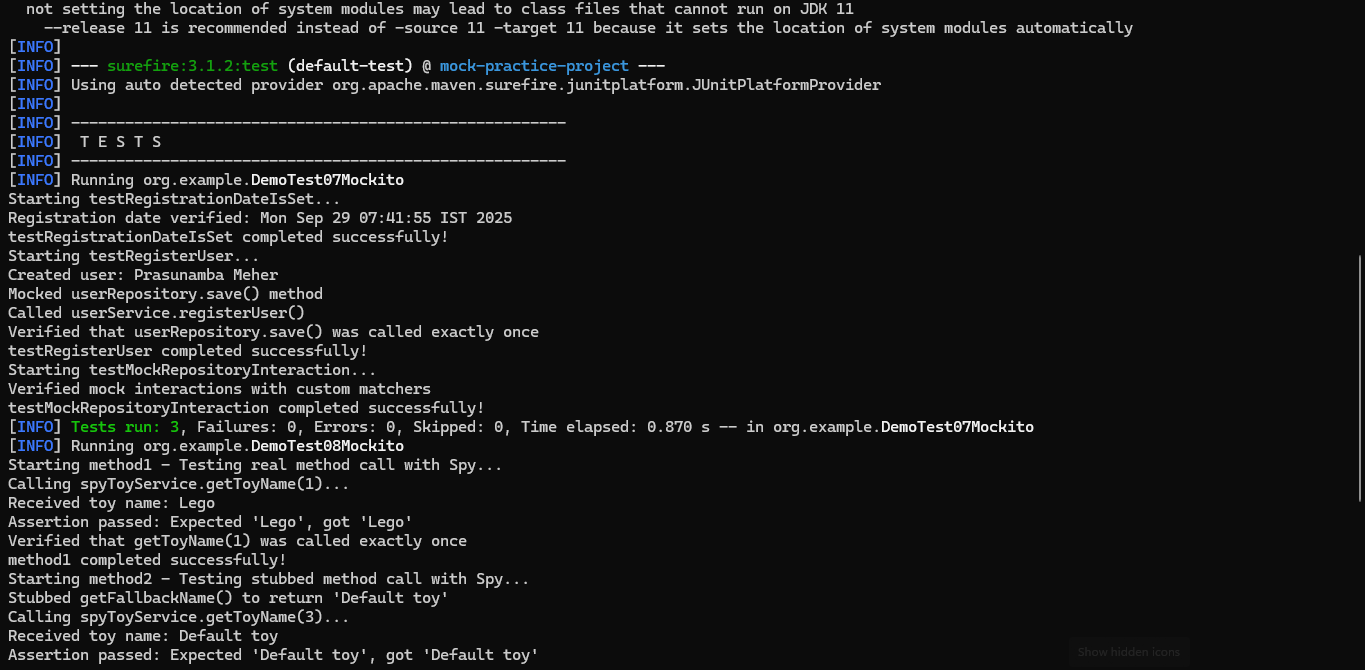 not setting the location of system modules may lead to class files that cannot run on JDK 11
--release 11 is recommended instead of -source 11 -target 11 because it sets the location of system modules automatically
[INFO]
[INFO] --- surefire:3.1.2:test (default-test) @ mock-practice-project ---
[INFO] Using auto detected provider org.apache.maven.surefire.junitplatform.JUnitPlatformProvider
[INFO]
[INFO] -------------------------------------------------------
[INFO]  T E S T S
[INFO] -------------------------------------------------------
[INFO] Running org.example.DemoTest07Mockito
Starting testRegistrationDateIsSet...
Registration date verified: Mon Sep 29 07:41:55 IST 2025
testRegistrationDateIsSet completed successfully!
Starting testRegisterUser...
Created user: Prasunamba Meher
Mocked userRepository.save() method
Called userService.registerUser()
Verified that userRepository.save() was called exactly once
testRegisterUser completed successfully!
Starting testMockRepositoryInteraction...
Verified mock interactions with custom matchers
testMockRepositoryInteraction completed successfully!
[INFO] Tests run: 3, Failures: 0, Errors: 0, Skipped: 0, Time elapsed: 0.870 s -- in org.example.DemoTest07Mockito
[INFO] Running org.example.DemoTest08Mockito
Starting method1 - Testing real method call with Spy...
Calling spyToyService.getToyName(1)...
Received toy name: Lego
Assertion passed: Expected 'Lego', got 'Lego'
Verified that getToyName(1) was called exactly once
method1 completed successfully!
Starting method2 - Testing stubbed method call with Spy...
Stubbed getFallbackName() to return 'Default toy'
Calling spyToyService.getToyName(3)...
Received toy name: Default toy
Assertion passed: Expected 'Default toy', got 'Default toy'
Show hidden icons